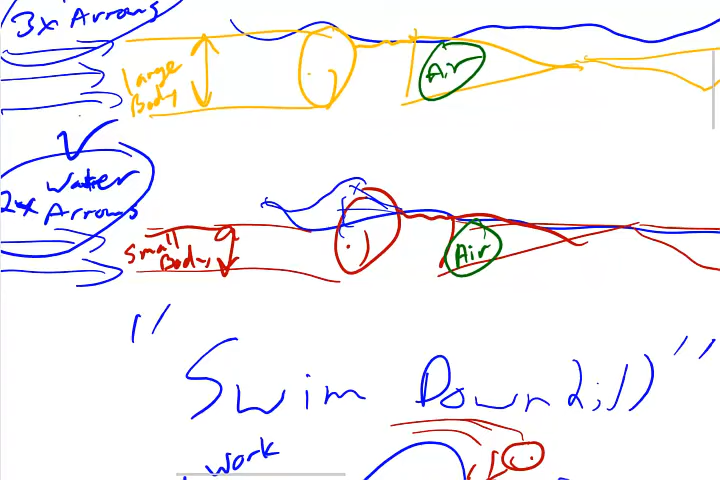 3x Arrows
Large
Body
Air
Water
2x Arrows
Small
Body
Air
"Swim Downhill"
work